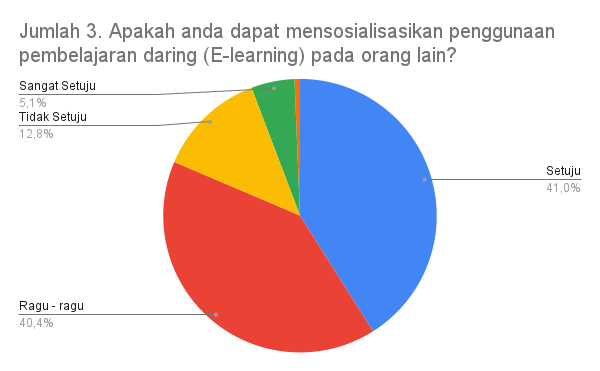 Jumlah 3. Apakah anda dapat mensosialisasikan penggunaan
pembelajaran daring (E-learning) pada orang lain?
Sangat Setuju
5,1%
Tidak Setuju
12,8%
Setuju
41,0%
Ragu - ragu
40,4%